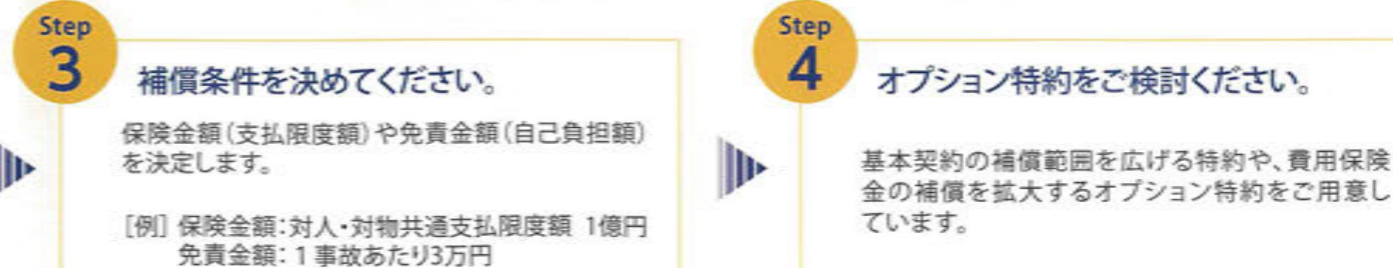 Step
3
補償条件を決めてください。
保険金額(支払限度額)や免責金額(自己負担額)
を決定します。
[例] 保険金額:対人・対物共通支払限度額 1億円
免責金額:1事故あたり3万円
Step
4
オプション特約をご検討ください。
基本契約の補償範囲を広げる特約や、費用保険
金の補償を拡大するオプション特約をご用意し
ています。